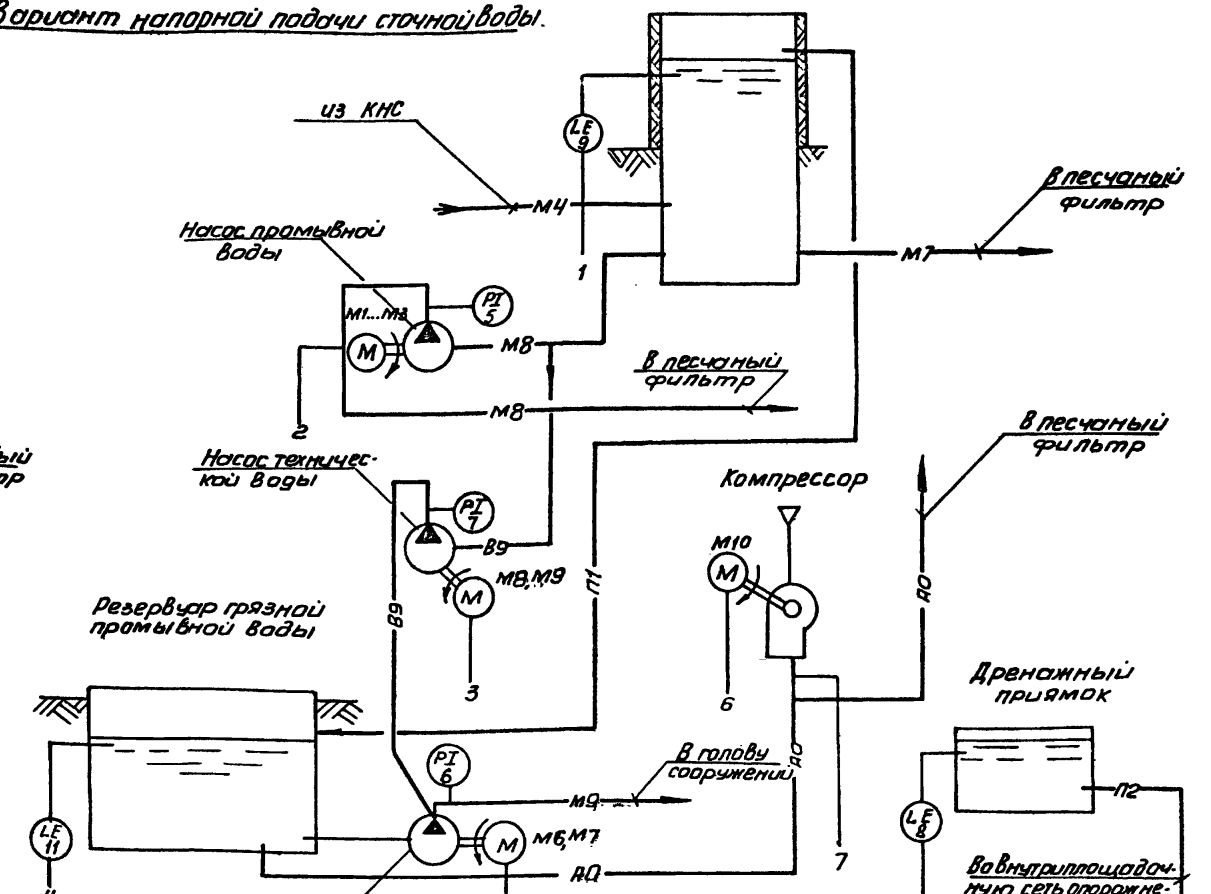 Вариант напорной подачи сточной воды.
из КНС
LE
9
М4
В песчаный
фильтр
Насос промывной
воды
1
М7
М1...М3
PI
5
М
М8
В песчаный
фильтр
2
М8
В песчаный
фильтр
Насос техничес-
кой воды
Компрессор
PI
7
В9
М10
М
М8, М9
М
П1
А0
В9
Резервуар грязной
промывной воды
3
6
Дренажный
приямок
PI
6
В голову
сооружений
А0
М9
П2
LE
11
М
М6, М7
LE
8
7
А0
Во внутриплощадоч-
ную сеть опорожне-